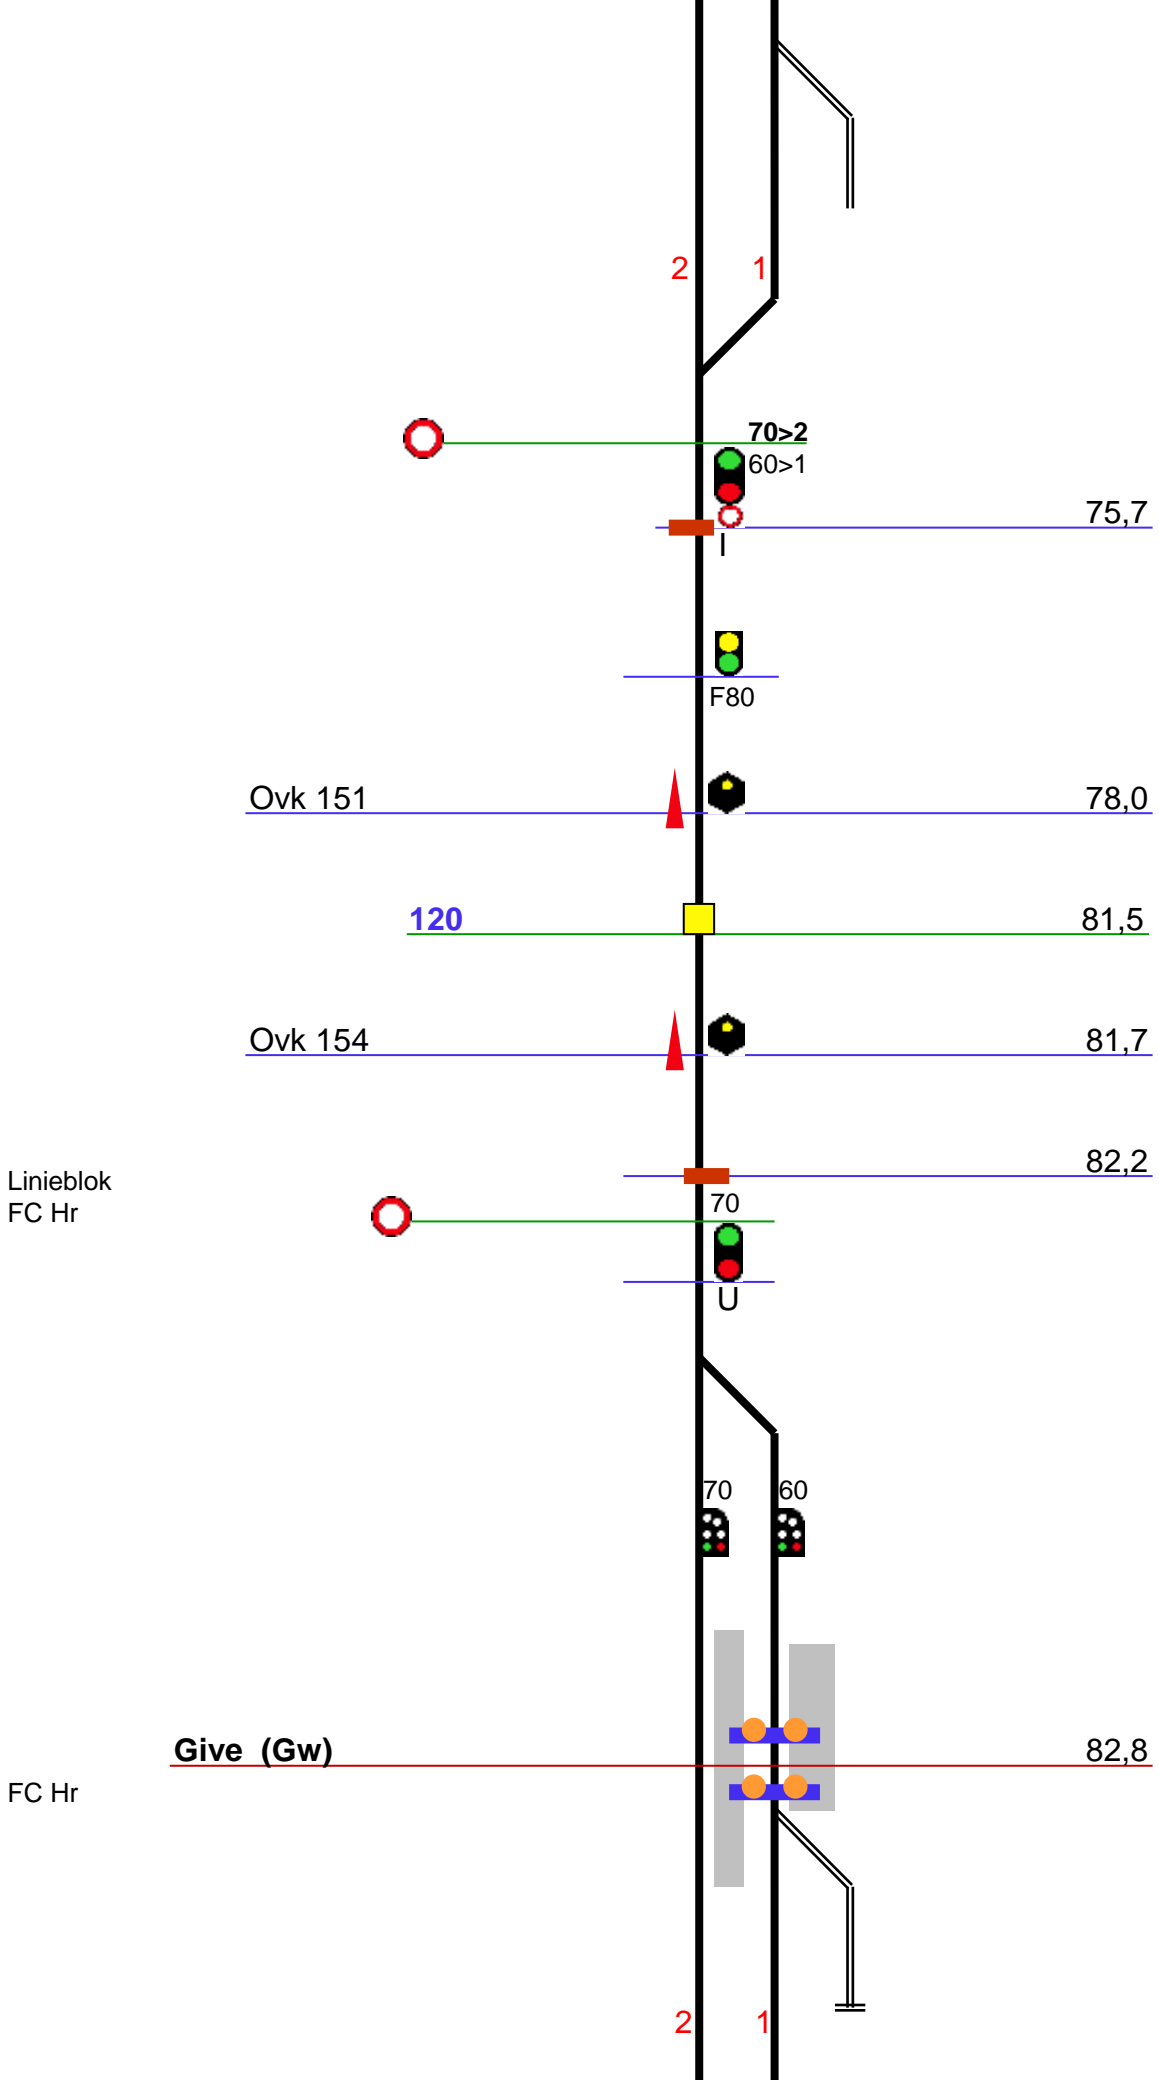 2 1
70>2
60>1
75,7
I
F80
Ovk 151 78,0
120 81,5
Ovk 154 81,7
82,2
Linieblok
FC Hr
70
U
70 60
Give (Gw) 82,8
FC Hr
2 1